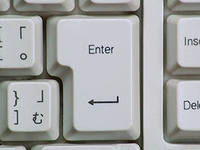 [ 「
。
Enter
Inse
} 」
] む
Dele